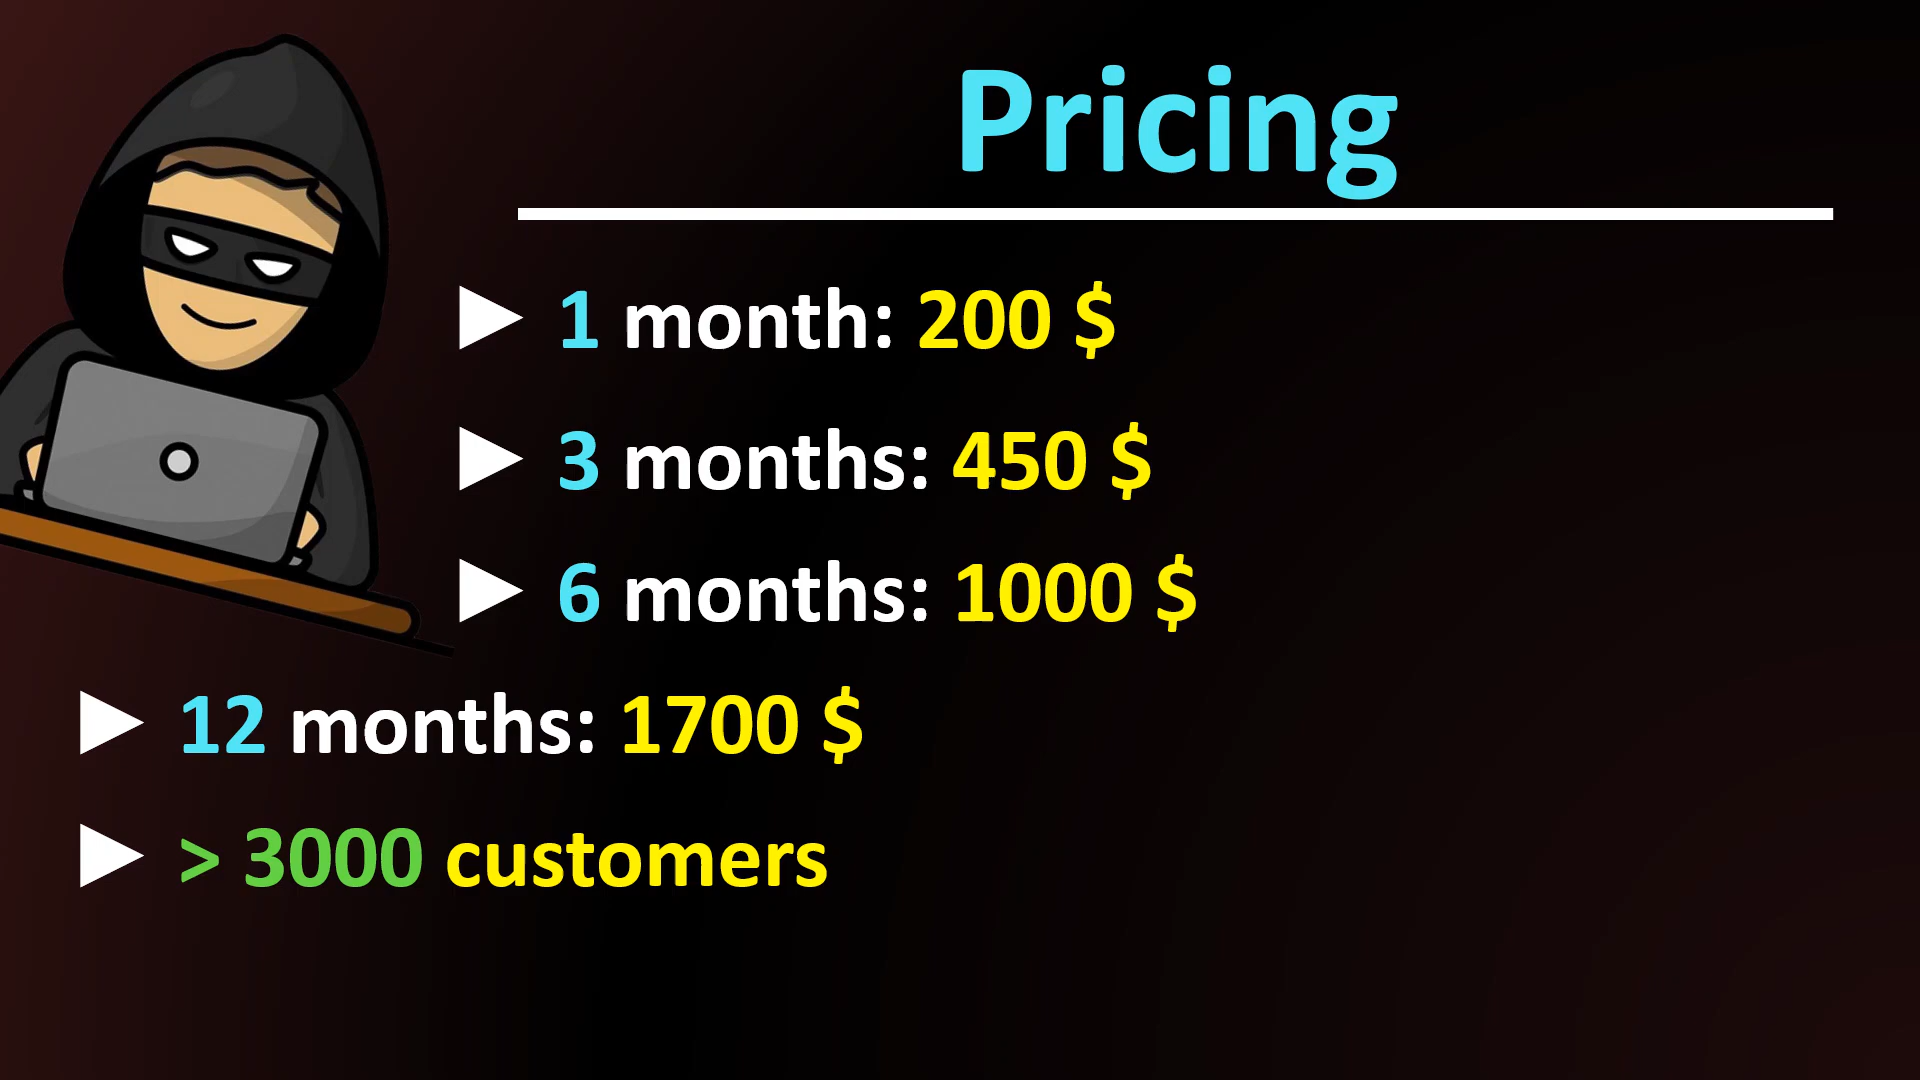 Pricing
► 1 month: 200 $
► 3 months: 450 $
► 6 months: 1000 $
► 12 months: 1700 $
► > 3000 customers